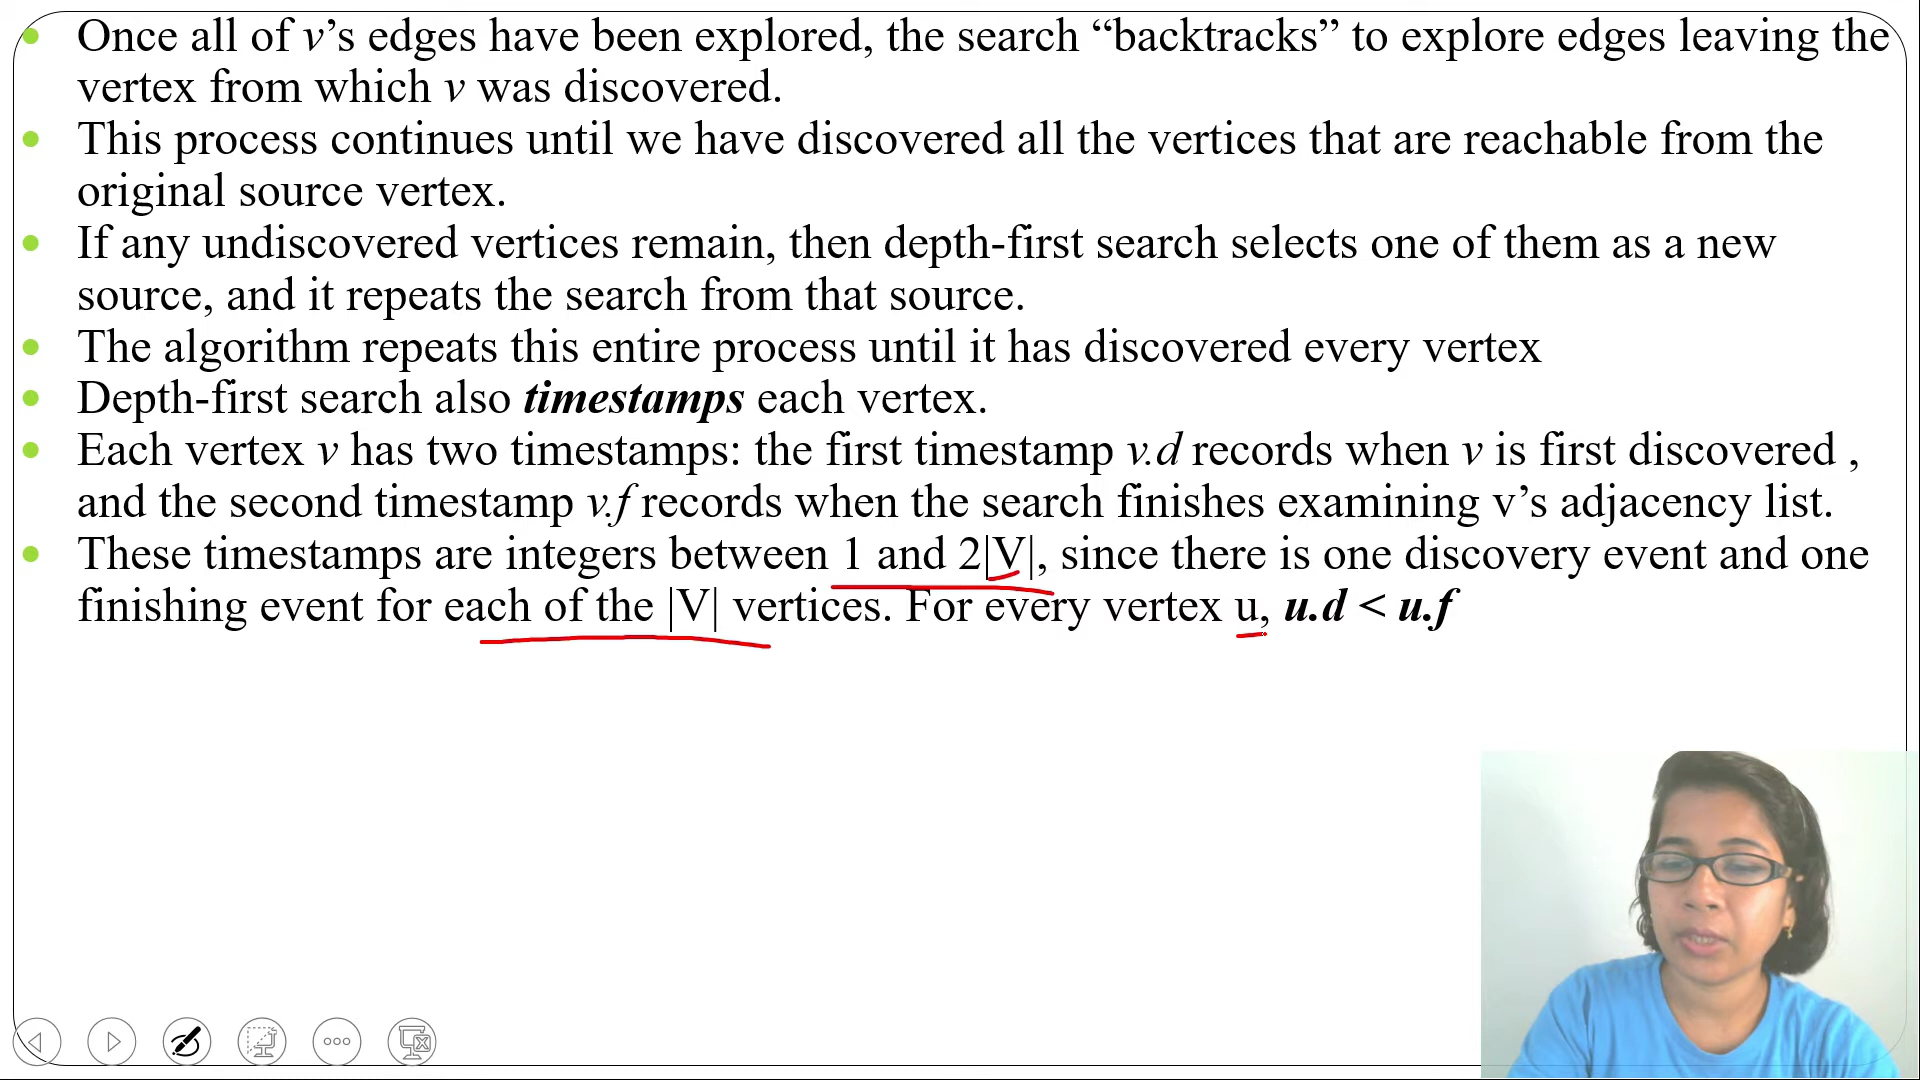 Once all of v’s edges have been explored, the search “backtracks” to explore edges leaving the
vertex from which v was discovered.
This process continues until we have discovered all the vertices that are reachable from the
original source vertex.
If any undiscovered vertices remain, then depth-first search selects one of them as a new
source, and it repeats the search from that source.
The algorithm repeats this entire process until it has discovered every vertex
Depth-first search also timestamps each vertex.
Each vertex v has two timestamps: the first timestamp v.d records when v is first discovered ,
and the second timestamp v.f records when the search finishes examining v’s adjacency list.
These timestamps are integers between 1 and 2|V|, since there is one discovery event and one
finishing event for each of the |V| vertices. For every vertex u, u.d < u.f